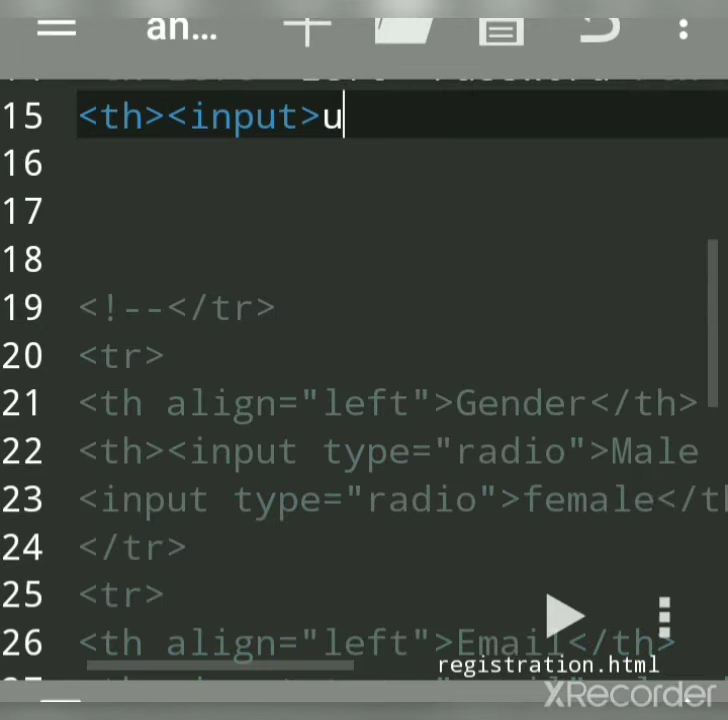 an...
15 <th><input>u
16
17
18
19 <!--</tr>
20 <tr>
21 <th align="left">Gender</th>
22 <th><input type="radio">Male
23 <input type="radio">female</th
24 </tr>
25 <tr>
26 <th align="left">Email</th>
registration.html
XRecorder